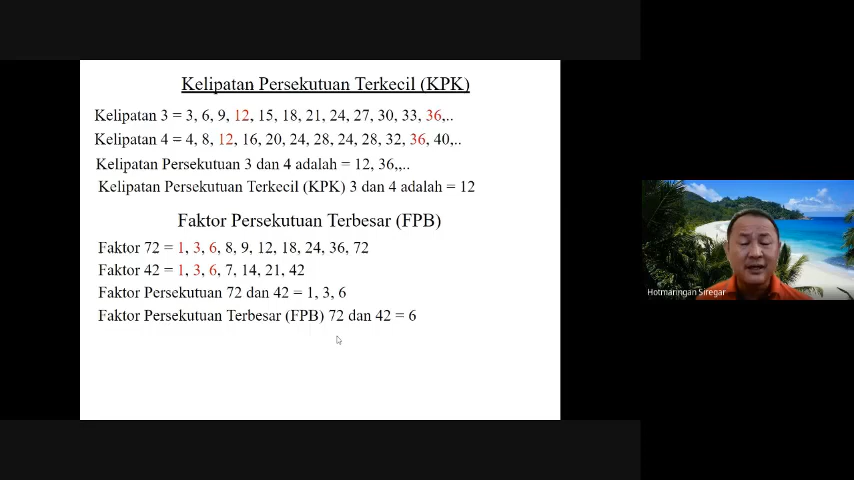 Kelipatan Persekutuan Terkecil (KPK)
Kelipatan 3 = 3, 6, 9, 12, 15, 18, 21, 24, 27, 30, 33, 36,..
Kelipatan 4 = 4, 8, 12, 16, 20, 24, 28, 24, 28, 32, 36, 40,..
Kelipatan Persekutuan 3 dan 4 adalah = 12, 36,,..
Kelipatan Persekutuan Terkecil (KPK) 3 dan 4 adalah = 12
Faktor Persekutuan Terbesar (FPB)
Faktor 72 = 1, 3, 6, 8, 9, 12, 18, 24, 36, 72
Faktor 42 = 1, 3, 6, 7, 14, 21, 42
Faktor Persekutuan 72 dan 42 = 1, 3, 6
Faktor Persekutuan Terbesar (FPB) 72 dan 42 = 6
Hotmaringan Siregar